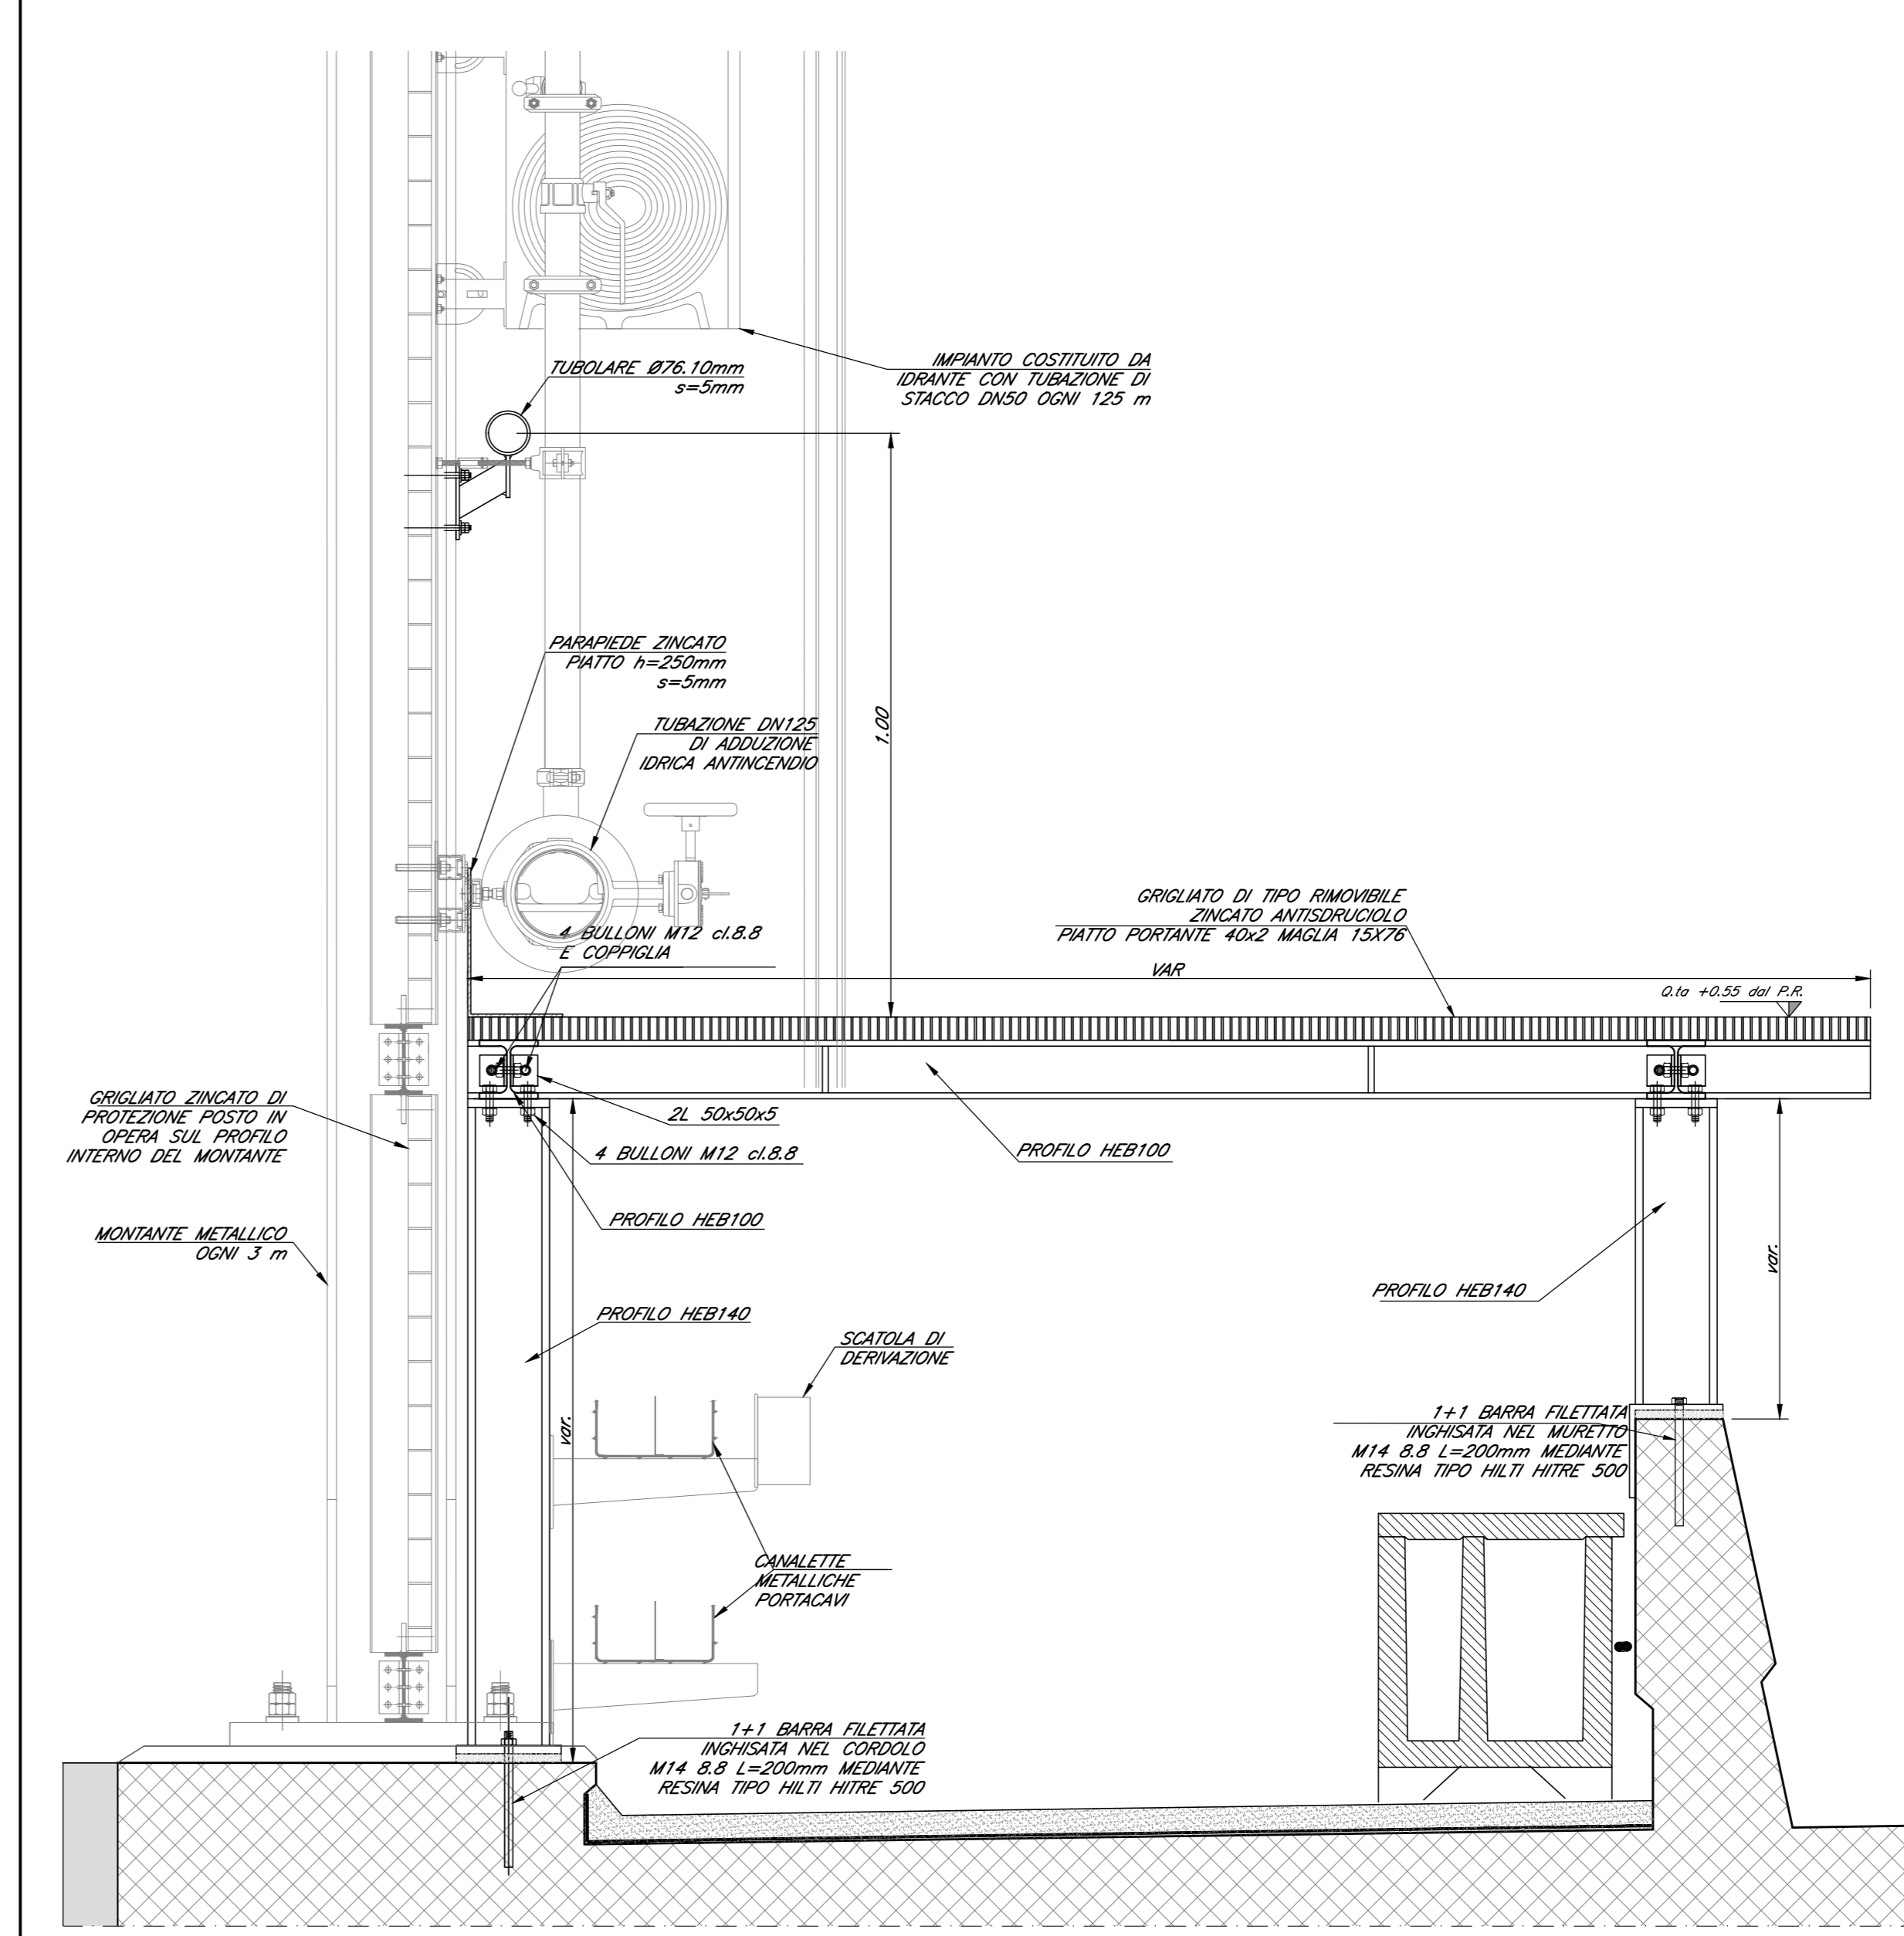 IMPIANTO COSTITUITO DA
IDRANTE CON TUBAZIONE DI
STACCO DN50 OGNI 125 m
TUBOLARE Ø76.10mm
s=5mm
PARAPIEDE ZINCATO
PIATTO h=250mm
s=5mm
1.00
TUBAZIONE DN125
DI ADDUZIONE
IDRICA ANTINCENDIO
GRIGLIATO DI TIPO RIMOVIBILE
ZINCATO ANTISDRUCIOLO
PIATTO PORTANTE 40x2 MAGLIA 15X76
4 BULLONI M12 cl.8.8
E COPPIGLIA
VAR
Q.ta +0.55 dal P.R.
GRIGLIATO ZINCATO DI
PROTEZIONE POSTO IN
OPERA SUL PROFILO
INTERNO DEL MONTANTE
2L 50x50x5
4 BULLONI M12 cl.8.8
PROFILO HEB100
PROFILO HEB100
MONTANTE METALLICO
OGNI 3 m
var.
PROFILO HEB140
PROFILO HEB140
SCATOLA DI
DERIVAZIONE
var.
1+1 BARRA FILETTATA
INGHISATA NEL MURETTO
M14 8.8 L=200mm MEDIANTE
RESINA TIPO HILTI HITRE 500
CANALETTE
METALLICHE
PORTACAVI
1+1 BARRA FILETTATA
INGHISATA NEL CORDOLO
M14 8.8 L=200mm MEDIANTE
RESINA TIPO HILTI HITRE 500